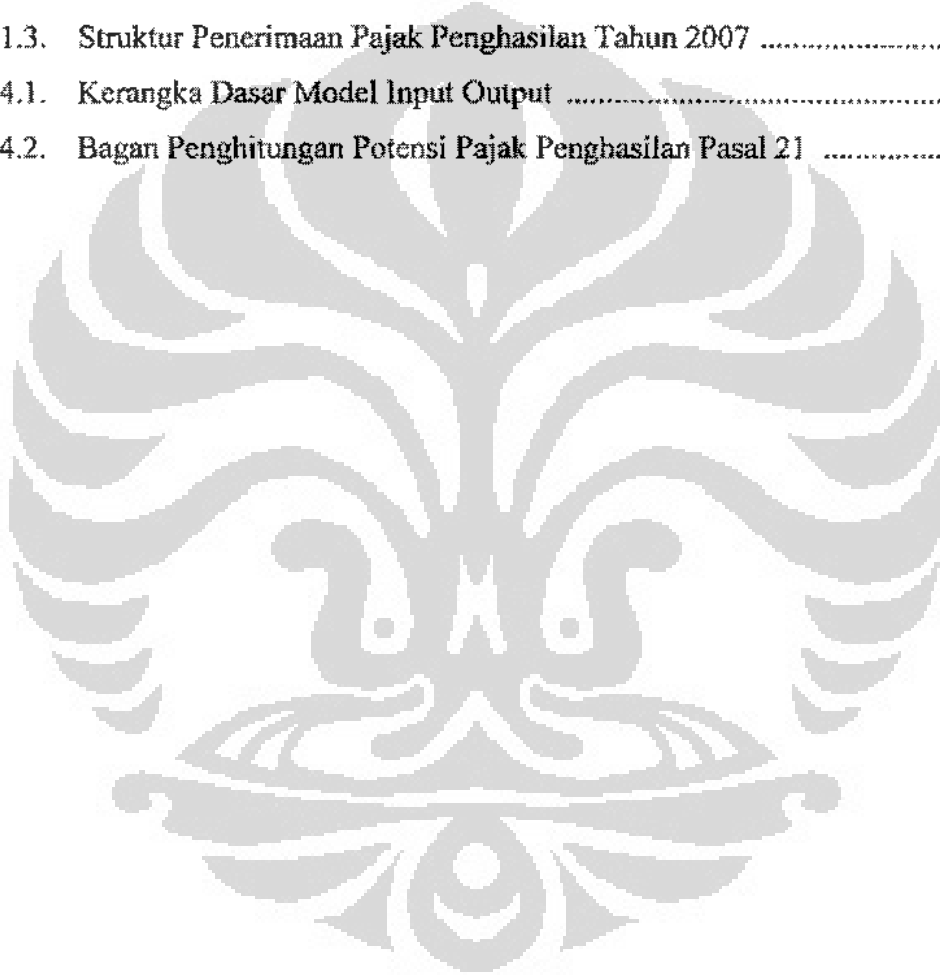 1.3. Struktur Penerimaan Pajak Penghasilan Tahun 2007 ........................
4.1. Kerangka Dasar Model Input Output ................................................
4.2. Bagan Penghitungan Potensi Pajak Penghasilan Pasal 21 ................